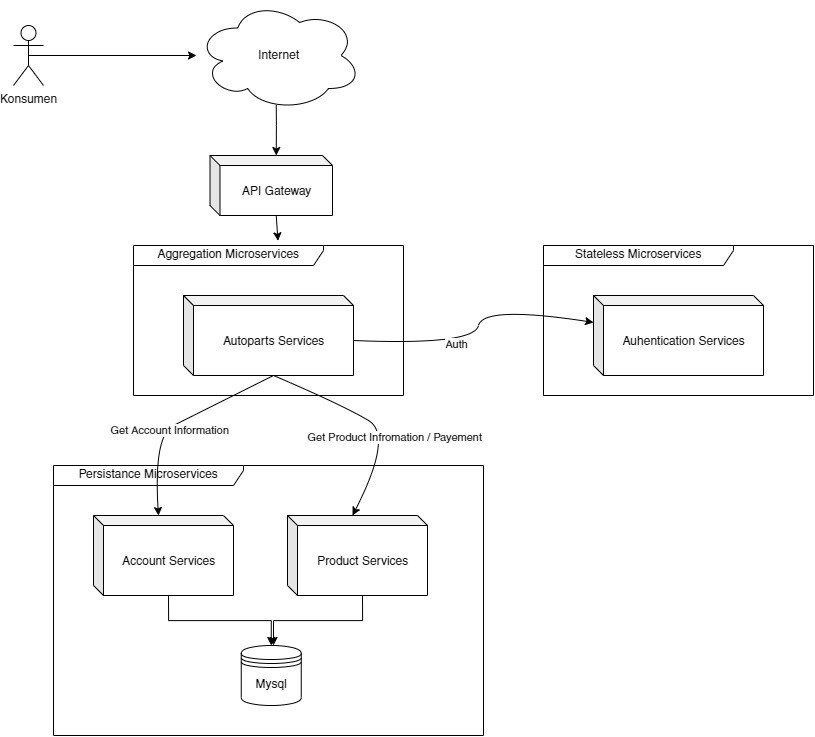 Internet
Konsumen
API Gateway
Aggregation Microservices
Stateless Microservices
Autoparts Services
Auth
Auhentication Services
Get Account Information
Get Product Infromation / Payement
Persistance Microservices
Account Services
Product Services
Mysql